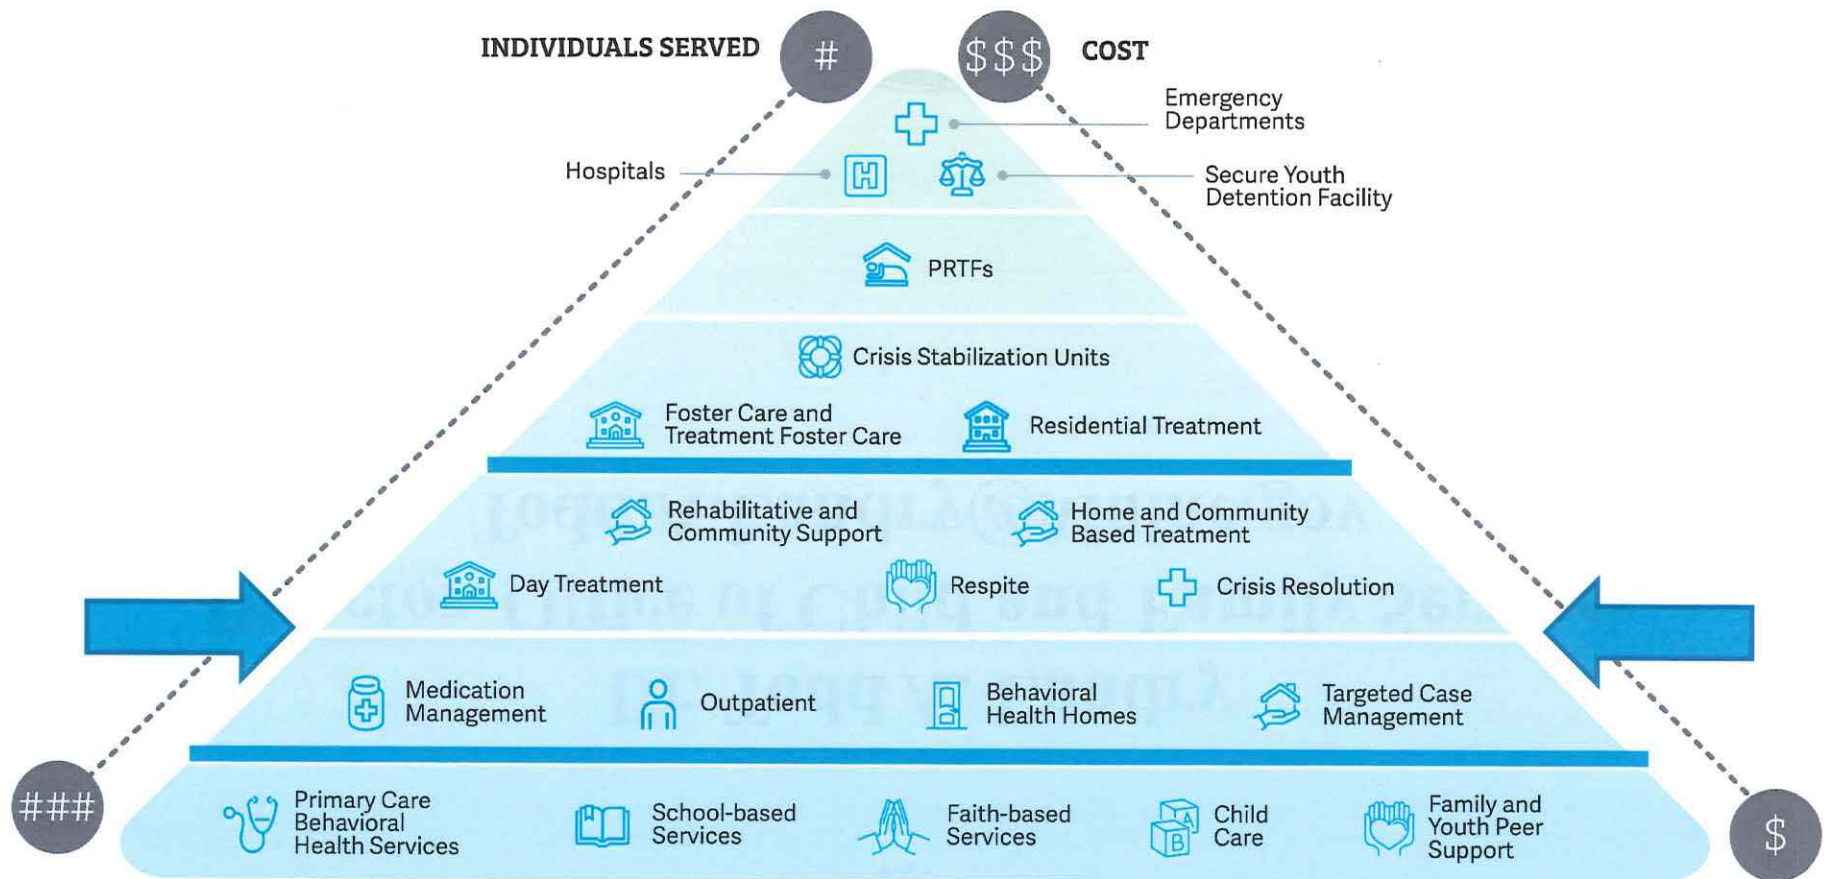 INDIVIDUALS SERVED
#
$$$
COST
Emergency
Departments
Hospitals
H
Secure Youth
Detention Facility
PRTFs
Crisis Stabilization Units
Foster Care and
Treatment Foster Care
Residential Treatment
Rehabilitative and
Community Support
Home and Community
Based Treatment
Day Treatment
Respite
Crisis Resolution
Medication
Management
Outpatient
Behavioral
Health Homes
Targeted Case
Management
###
Primary Care
Behavioral
Health Services
School-based
Services
Faith-based
Services
A
B
Child
Care
Family and
Youth Peer
Support
$